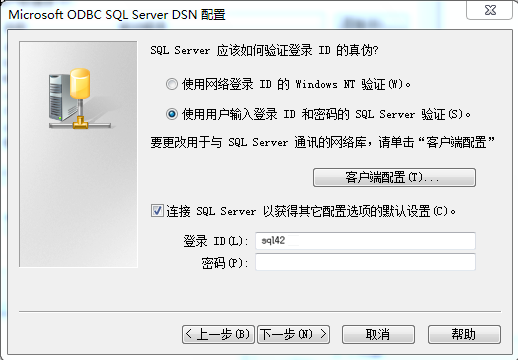 Microsoft ODBC SQL Server DSN 配置
SQL Server 应该如何验证登录 ID 的真伪?
使用网络登录 ID 的 Windows NT 验证(W)。
使用用户输入登录 ID 和密码的 SQL Server 验证(S)。
要更改用于与 SQL Server 通讯的网络库,请单击“客户端配置”
客户端配置(T)...
连接 SQL Server 以获得其它配置选项的默认设置(C)。
登录 ID(L): sql42
密码(P):
< 上一步(B) 下一步(N) > 取消 帮助